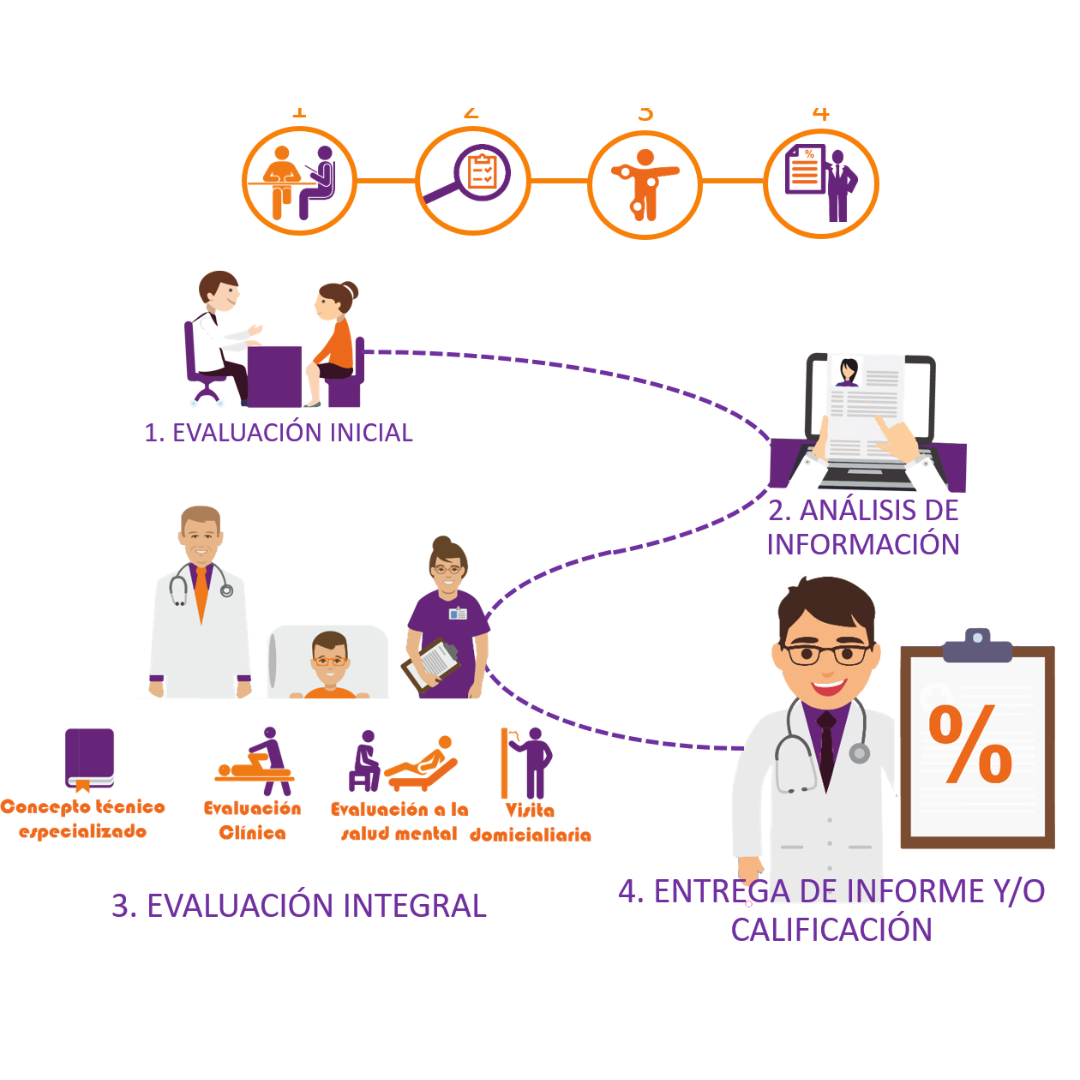 1 2 3 4
%
1. EVALUACIÓN INICIAL
2. ANÁLISIS DE
INFORMACIÓN
%
Concepto técnico
especializado
Evaluación
Clínica
Evaluación a la
salud mental
Visita
domicialiaria
3. EVALUACIÓN INTEGRAL
4. ENTREGA DE INFORME Y/O
CALIFICACIÓN